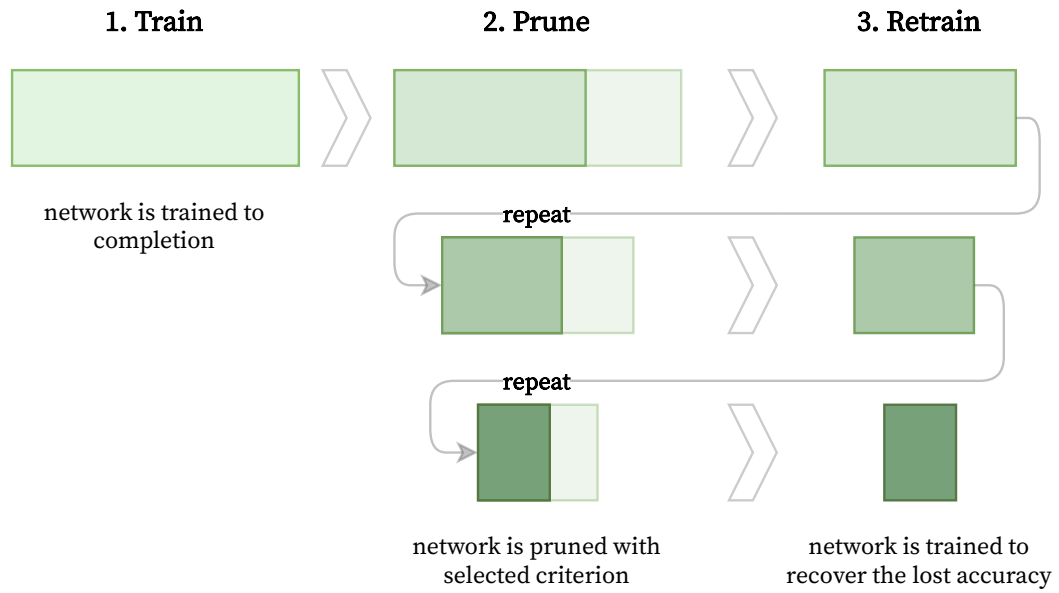 1. Train
2. Prune
3. Retrain
network is trained to
completion
repeat
repeat
network is pruned with
selected criterion
network is trained to
recover the lost accuracy